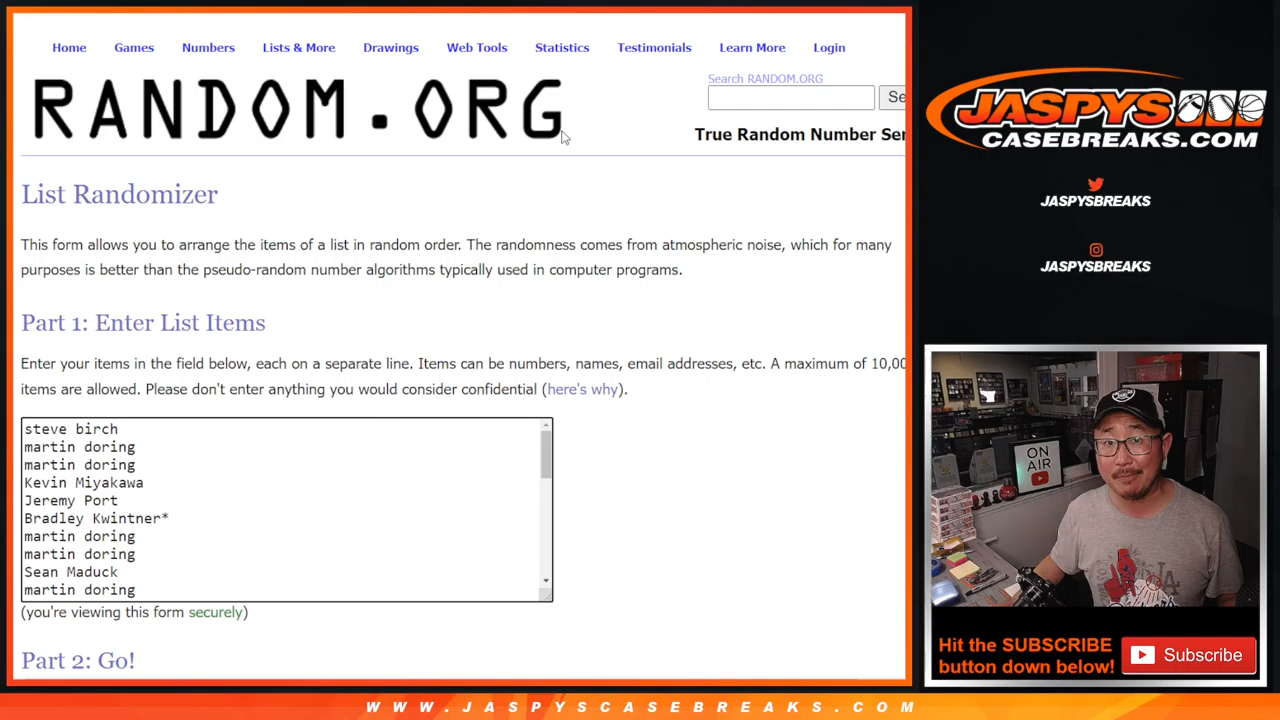 Home Games Numbers Lists & More Drawings Web Tools Statistics Testimonials Learn More Login
RANDOM.ORG
Search RANDOM.ORG
Se
True Random Number Ser
List Randomizer
This form allows you to arrange the items of a list in random order. The randomness comes from atmospheric noise, which for many
purposes is better than the pseudo-random number algorithms typically used in computer programs.
Part 1: Enter List Items
Enter your items in the field below, each on a separate line. Items can be numbers, names, email addresses, etc. A maximum of 10,00
items are allowed. Please don't enter anything you would consider confidential (here's why).
steve birch
martin doring
martin doring
Kevin Miyakawa
Jeremy Port
Bradley Kwintner*
martin doring
martin doring
Sean Maduck
martin doring
(you're viewing this form securely)
Part 2: Go!
JASPYS
CASEBREAKS.COM
JASPYSBREAKS
JASPYSBREAKS
ON
AIR
Hit the SUBSCRIBE
button down below!
Subscribe
WWW.JASPYSCASEBREAKS.COM